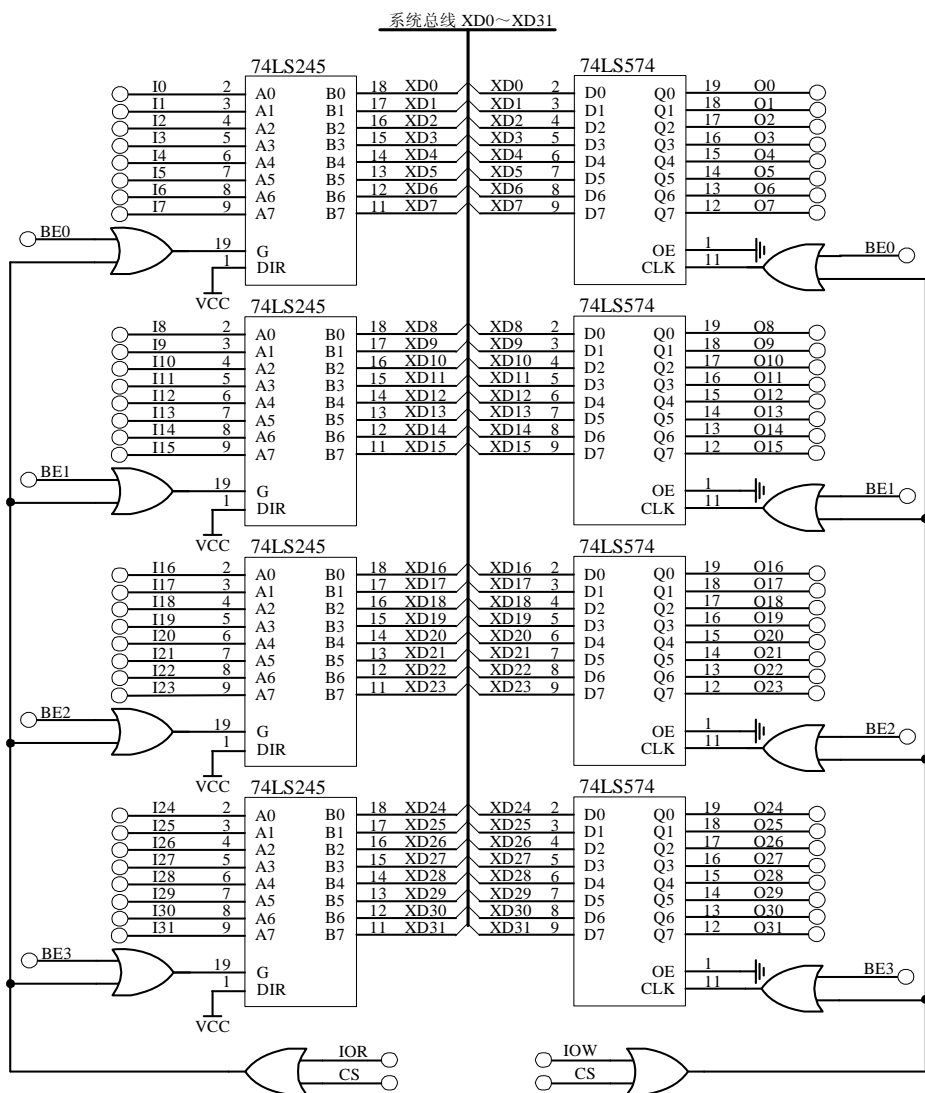 系统总线 XD0～XD31
74LS245 74LS574
I0 2 A0 B0 18 XD0 XD0 2 D0 Q0 19 O0
I1 3 A1 B1 17 XD1 XD1 3 D1 Q1 18 O1
I2 4 A2 B2 16 XD2 XD2 4 D2 Q2 17 O2
I3 5 A3 B3 15 XD3 XD3 5 D3 Q3 16 O3
I4 6 A4 B4 14 XD4 XD4 6 D4 Q4 15 O4
I5 7 A5 B5 13 XD5 XD5 7 D5 Q5 14 O5
I6 8 A6 B6 12 XD6 XD6 8 D6 Q6 13 O6
I7 9 A7 B7 11 XD7 XD7 9 D7 Q7 12 O7
BE0 19 G OE 1 BE0
1 DIR CLK 11
VCC
74LS245 74LS574
I8 2 A0 B0 18 XD8 XD8 2 D0 Q0 19 O8
I9 3 A1 B1 17 XD9 XD9 3 D1 Q1 18 O9
I10 4 A2 B2 16 XD10 XD10 4 D2 Q2 17 O10
I11 5 A3 B3 15 XD11 XD11 5 D3 Q3 16 O11
I12 6 A4 B4 14 XD12 XD12 6 D4 Q4 15 O12
I13 7 A5 B5 13 XD13 XD13 7 D5 Q5 14 O13
I14 8 A6 B6 12 XD14 XD14 8 D6 Q6 13 O14
I15 9 A7 B7 11 XD15 XD15 9 D7 Q7 12 O15
BE1 19 G OE 1 BE1
1 DIR CLK 11
VCC
74LS245 74LS574
I16 2 A0 B0 18 XD16 XD16 2 D0 Q0 19 O16
I17 3 A1 B1 17 XD17 XD17 3 D1 Q1 18 O17
I18 4 A2 B2 16 XD18 XD18 4 D2 Q2 17 O18
I19 5 A3 B3 15 XD19 XD19 5 D3 Q3 16 O19
I20 6 A4 B4 14 XD20 XD20 6 D4 Q4 15 O20
I21 7 A5 B5 13 XD21 XD21 7 D5 Q5 14 O21
I22 8 A6 B6 12 XD22 XD22 8 D6 Q6 13 O22
I23 9 A7 B7 11 XD23 XD23 9 D7 Q7 12 O23
BE2 19 G OE 1 BE2
1 DIR CLK 11
VCC
74LS245 74LS574
I24 2 A0 B0 18 XD24 XD24 2 D0 Q0 19 O24
I25 3 A1 B1 17 XD25 XD25 3 D1 Q1 18 O25
I26 4 A2 B2 16 XD26 XD26 4 D2 Q2 17 O26
I27 5 A3 B3 15 XD27 XD27 5 D3 Q3 16 O27
I28 6 A4 B4 14 XD28 XD28 6 D4 Q4 15 O28
I29 7 A5 B5 13 XD29 XD29 7 D5 Q5 14 O29
I30 8 A6 B6 12 XD30 XD30 8 D6 Q6 13 O30
I31 9 A7 B7 11 XD31 XD31 9 D7 Q7 12 O31
BE3 19 G OE 1 BE3
1 DIR CLK 11
VCC
IOR IOW
CS CS